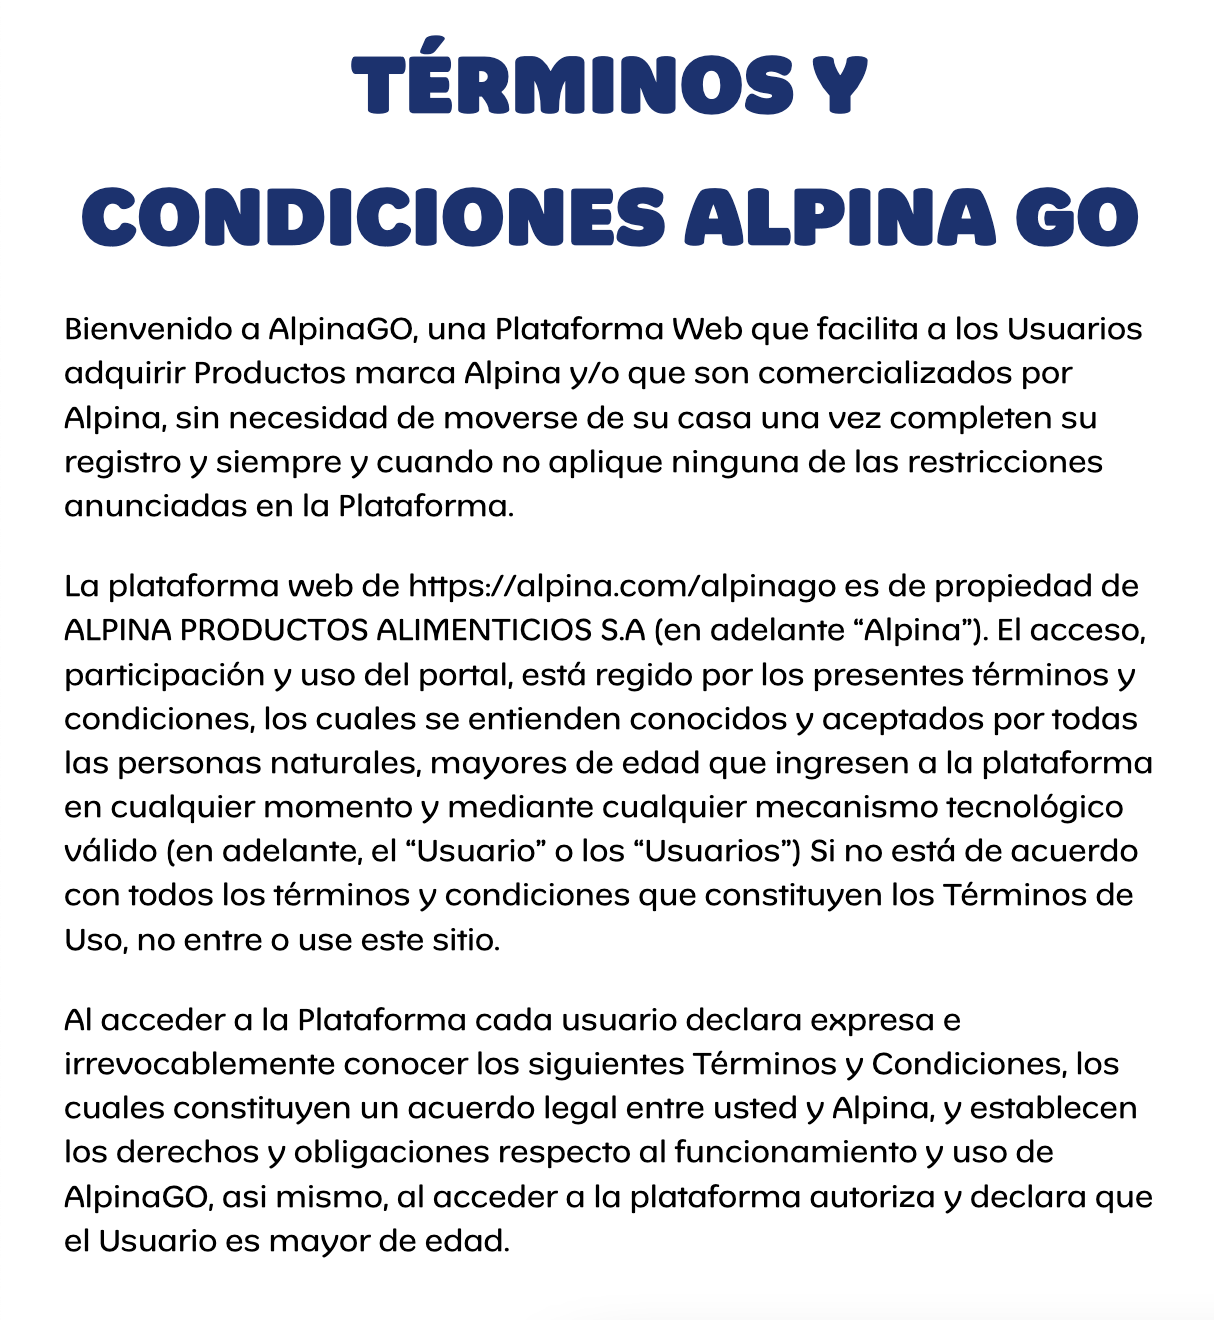 TÉRMINOS Y
CONDICIONES ALPINA GO
Bienvenido a AlpinaGO, una Plataforma Web que facilita a los Usuarios
adquirir Productos marca Alpina y/o que son comercializados por
Alpina, sin necesidad de moverse de su casa una vez completen su
registro y siempre y cuando no aplique ninguna de las restricciones
anunciadas en la Plataforma.
La plataforma web de https://alpina.com/alpinago es de propiedad de
ALPINA PRODUCTOS ALIMENTICIOS S.A (en adelante “Alpina”). El acceso,
participación y uso del portal, está regido por los presentes términos y
condiciones, los cuales se entienden conocidos y aceptados por todas
las personas naturales, mayores de edad que ingresen a la plataforma
en cualquier momento y mediante cualquier mecanismo tecnológico
válido (en adelante, el “Usuario” o los “Usuarios”) Si no está de acuerdo
con todos los términos y condiciones que constituyen los Términos de
Uso, no entre o use este sitio.
Al acceder a la Plataforma cada usuario declara expresa e
irrevocablemente conocer los siguientes Términos y Condiciones, los
cuales constituyen un acuerdo legal entre usted y Alpina, y establecen
los derechos y obligaciones respecto al funcionamiento y uso de
AlpinaGO, asi mismo, al acceder a la plataforma autoriza y declara que
el Usuario es mayor de edad.